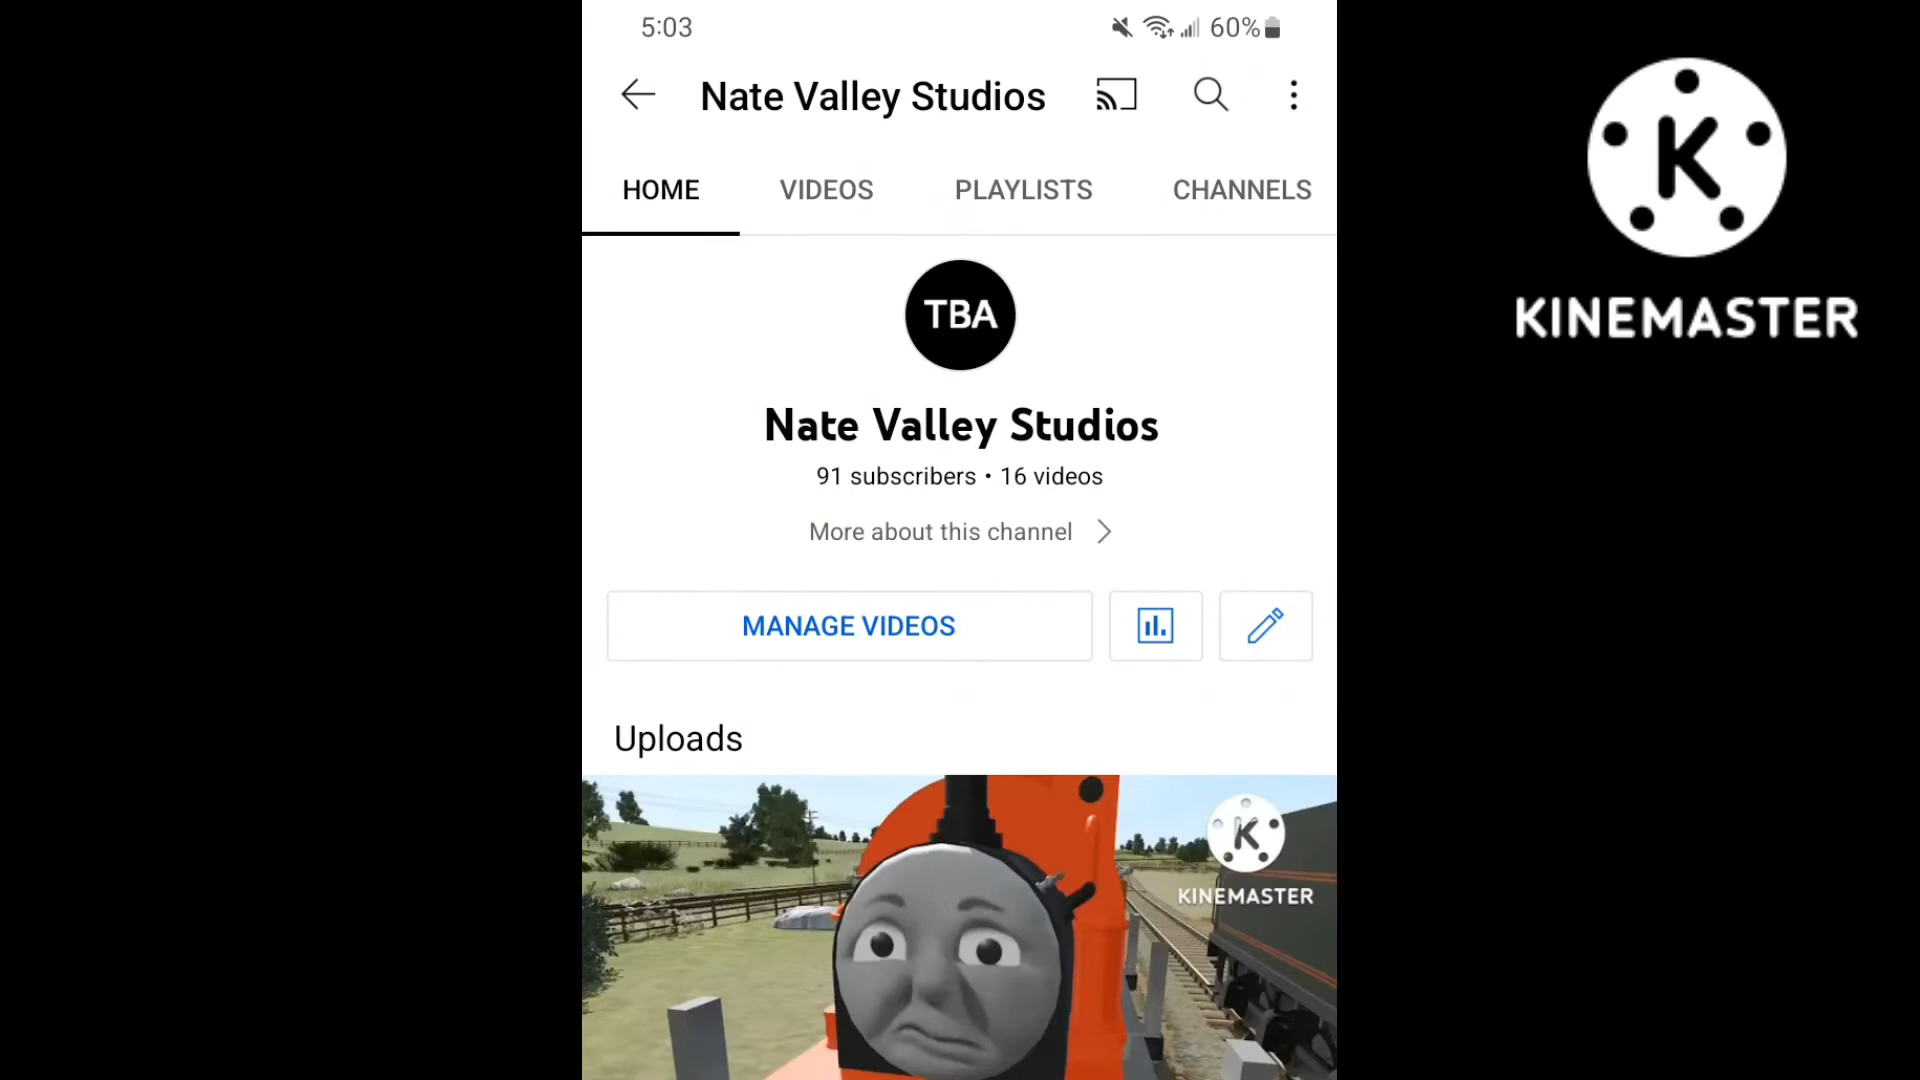 5:03
60%
Nate Valley Studios
HOME VIDEOS PLAYLISTS CHANNELS
K
KINEMASTER
TBA
Nate Valley Studios
91 subscribers • 16 videos
More about this channel
MANAGE VIDEOS
Uploads
K
KINEMASTER